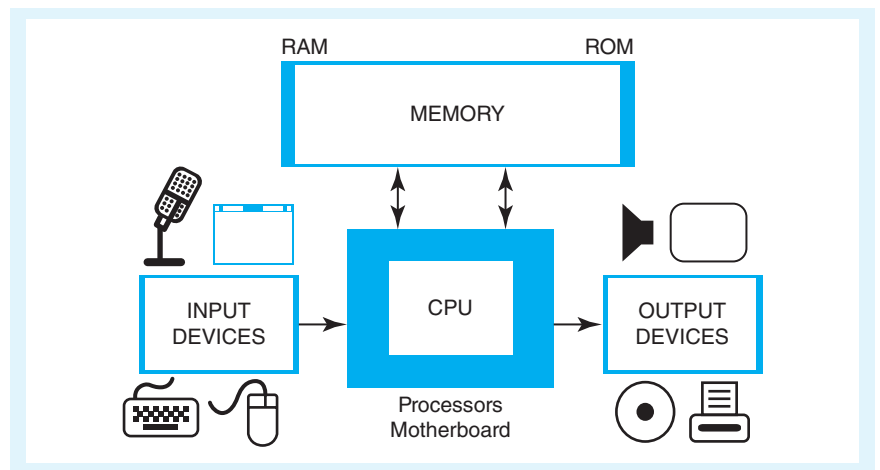 RAM
ROM
MEMORY
INPUT
DEVICES
CPU
OUTPUT
DEVICES
Processors
Motherboard